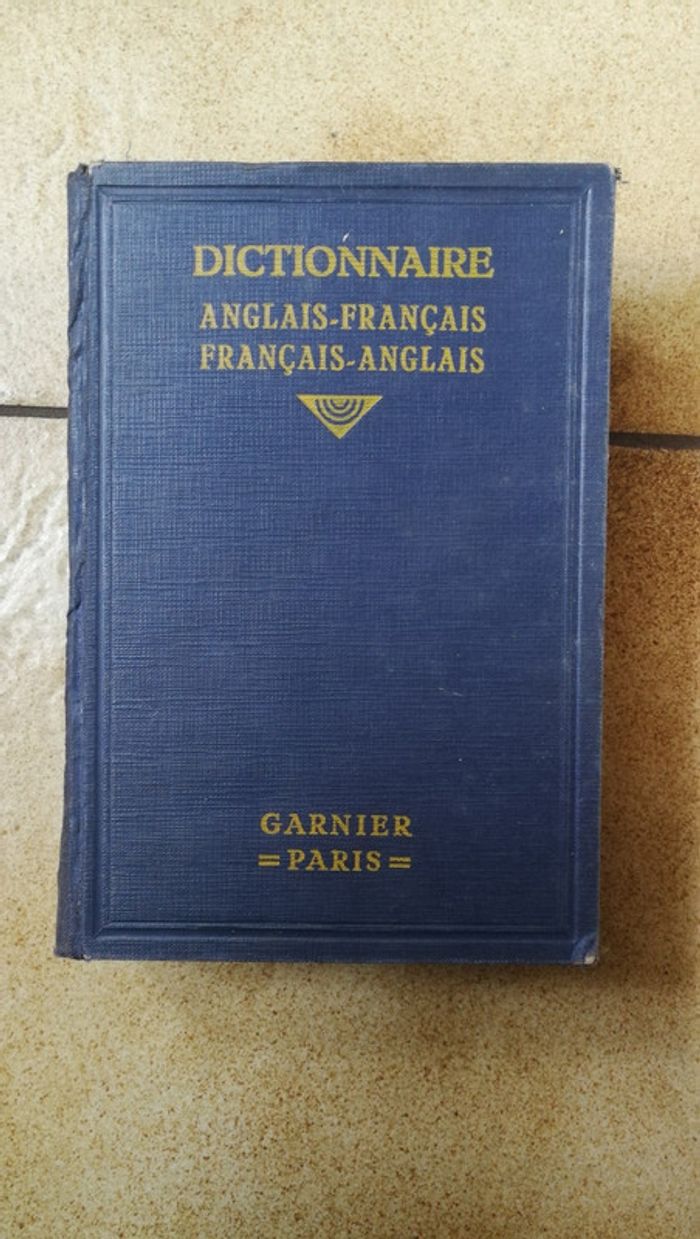 DICTIONNAIRE
ANGLAIS-FRANÇAIS
FRANÇAIS-ANGLAIS
GARNIER
=PARIS=